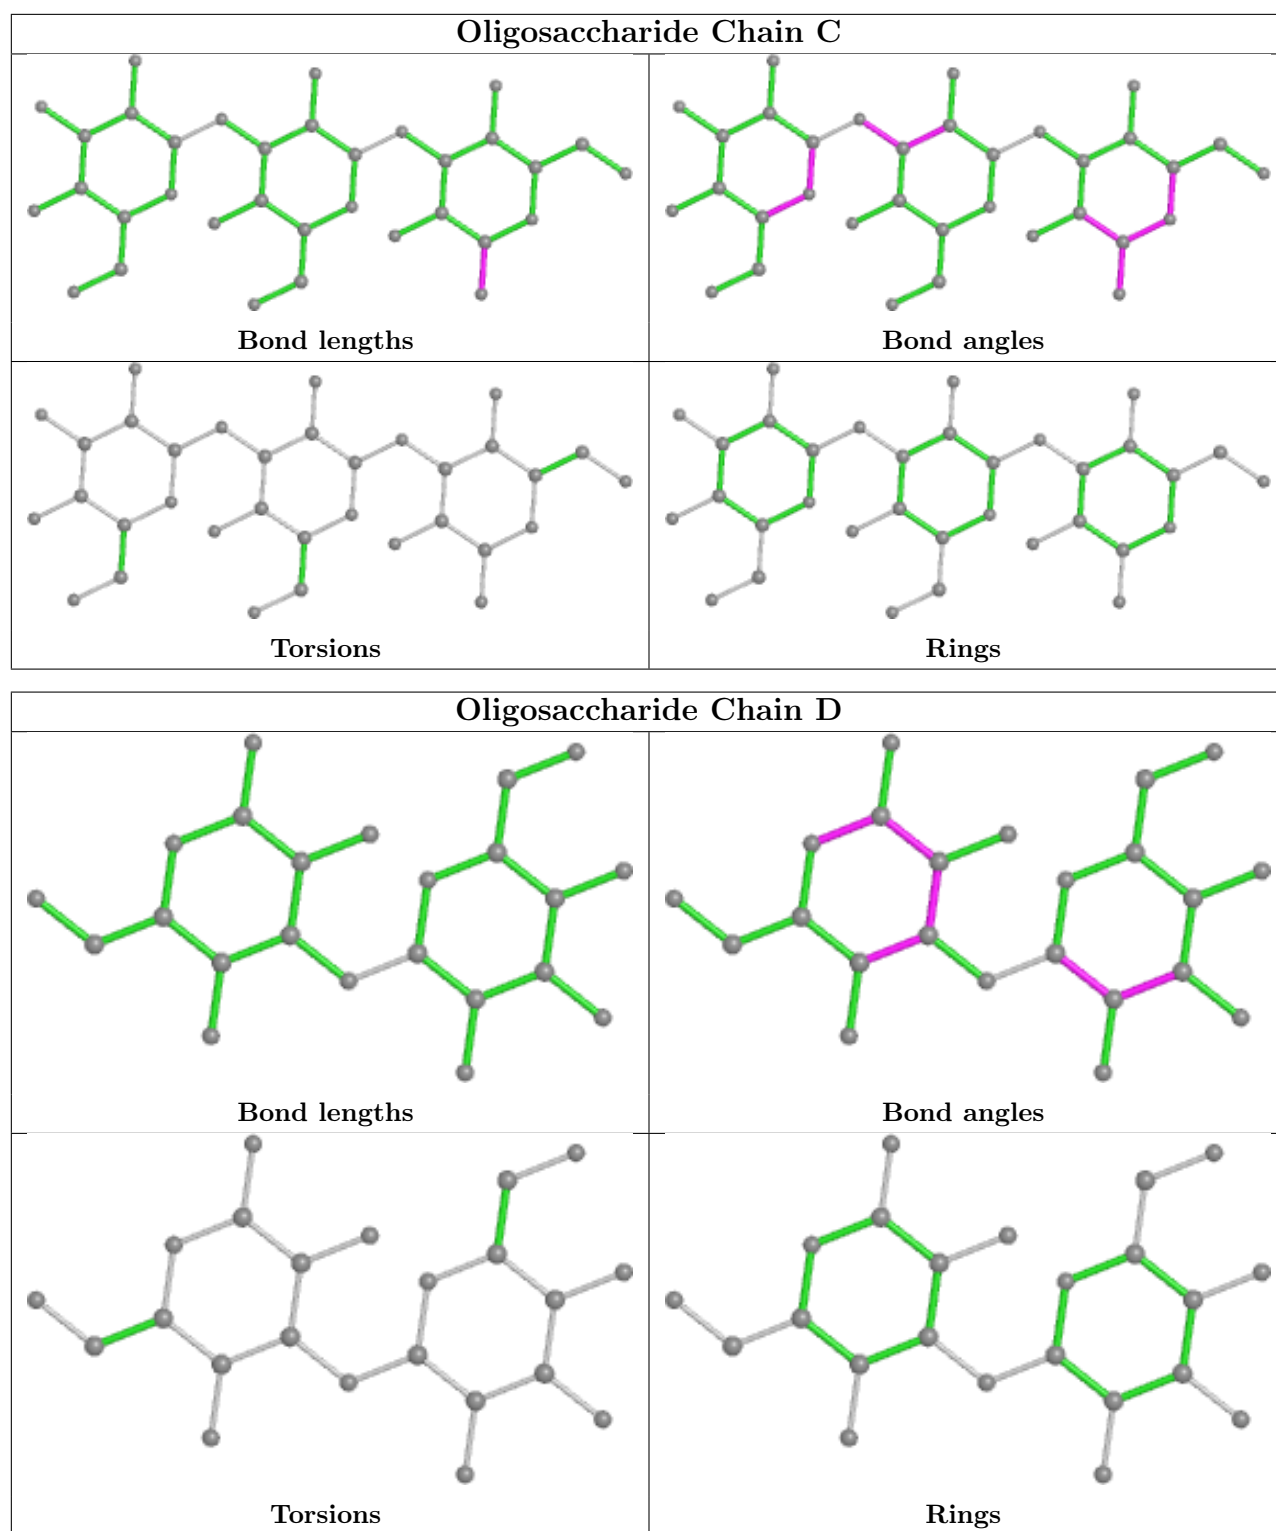 Oligosaccharide Chain C
Bond lengths
Bond angles
Torsions
Rings
Oligosaccharide Chain D
Bond lengths
Bond angles
Torsions
Rings